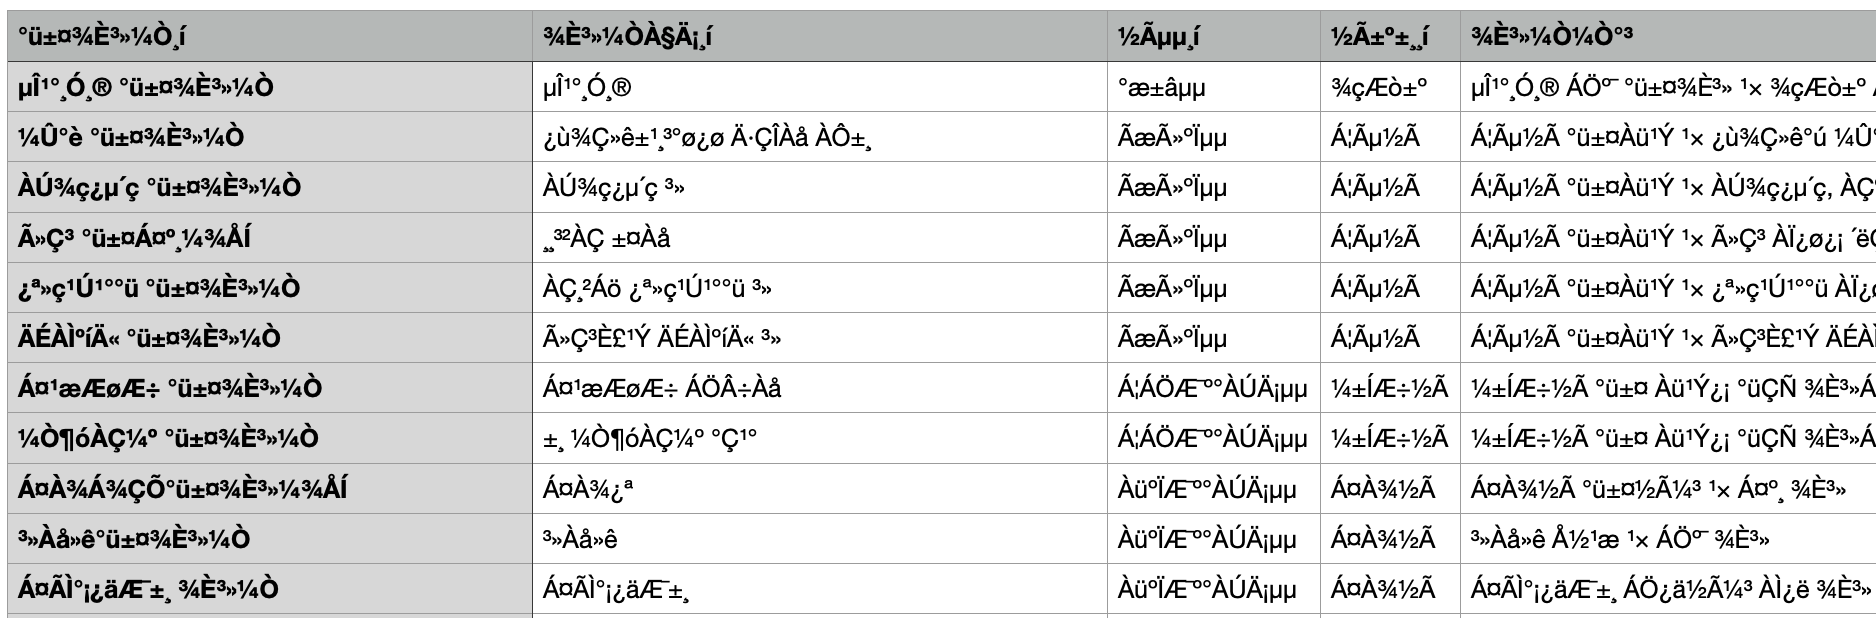 °ü±¤¾È³»¼Ò¸í ¾È³»¼ÒÀ§Ä¡¸í ½Ãµµ¸í ½Ã±º±¸¸í ¾È³»¼Ò¼Ò°³
µÎ¹°¸Ó¸® °ü±¤¾È³»¼Ò µÎ¹°¸Ó¸® °æ±âµµ ¾çÆò±º µÎ¹°¸Ó¸® ÁÖº¯ °ü±¤¾È³» ¹× ¾çÆò±º
¼Û°è °ü±¤¾È³»¼Ò ¿ù¾Ç»ê±¹¸³°ø¿ø Ä·ÇÎÀå ÀÔ±¸ ÃæÃ»ºÏµµ Á¦Ãµ½Ã Á¦Ãµ½Ã °ü±¤Àü¹Ý ¹× ¿ù¾Ç»ê°ú ¼Û°
ÀÚ¾ç¿µ´ç °ü±¤¾È³»¼Ò ÀÚ¾ç¿µ´ç ³» ÃæÃ»ºÏµµ Á¦Ãµ½Ã Á¦Ãµ½Ã °ü±¤Àü¹Ý ¹× ÀÚ¾ç¿µ´ç, ÀÇº
Ã»Ç³ °ü±¤Á¤º¸¼¾ÅÍ ¸¸³²ÀÇ ±¤Àå ÃæÃ»ºÏµµ Á¦Ãµ½Ã Á¦Ãµ½Ã °ü±¤Àü¹Ý ¹× Ã»Ç³ ÀÏ¿ø¿¡ ´ëÇ
¿ª»ç¹Ú¹°°ü °ü±¤¾È³»¼Ò ÀÇ¸²Áö ¿ª»ç¹Ú¹°°ü ³» ÃæÃ»ºÏµµ Á¦Ãµ½Ã Á¦Ãµ½Ã °ü±¤Àü¹Ý ¹× ¿ª»ç¹Ú¹°°ü ÀÏ¿ø
ÄÉÀÌºíÄ« °ü±¤¾È³»¼Ò Ã»Ç³È£¹Ý ÄÉÀÌºíÄ« ³» ÃæÃ»ºÏµµ Á¦Ãµ½Ã Á¦Ãµ½Ã °ü±¤Àü¹Ý ¹× Ã»Ç³È£¹Ý ÄÉÀÌ
Á¤¹æÆøÆ÷ °ü±¤¾È³»¼Ò Á¤¹æÆøÆ÷ ÁÖÂ÷Àå Á¦ÁÖÆ¯º°ÀÚÄ¡µµ ¼±ÍÆ÷½Ã ¼±ÍÆ÷½Ã °ü±¤ Àü¹Ý¿¡ °üÇÑ ¾È³»Á
¼Ò¶óÀÇ¼º °ü±¤¾È³»¼Ò ±¸ ¼Ò¶óÀÇ¼º °Ç¹° Á¦ÁÖÆ¯º°ÀÚÄ¡µµ ¼±ÍÆ÷½Ã ¼±ÍÆ÷½Ã °ü±¤ Àü¹Ý¿¡ °üÇÑ ¾È³»Á
Á¤À¾Á¾ÇÕ°ü±¤¾È³»¼¾ÅÍ Á¤À¾¿ª ÀüºÏÆ¯º°ÀÚÄ¡µµ Á¤À¾½Ã Á¤À¾½Ã °ü±¤½Ã¼³ ¹× Á¤º¸ ¾È³»
³»Àå»ê°ü±¤¾È³»¼Ò ³»Àå»ê ÀüºÏÆ¯º°ÀÚÄ¡µµ Á¤À¾½Ã ³»Àå»ê Å½¹æ ¹× ÁÖº¯ ¾È³»
Á¤ÃÌ°¡¿äÆ¯±¸ ¾È³»¼Ò Á¤ÃÌ°¡¿äÆ¯±¸ ÀüºÏÆ¯º°ÀÚÄ¡µµ Á¤À¾½Ã Á¤ÃÌ°¡¿äÆ¯±¸ ÁÖ¿ä½Ã¼³ ÀÌ¿ë ¾È³»